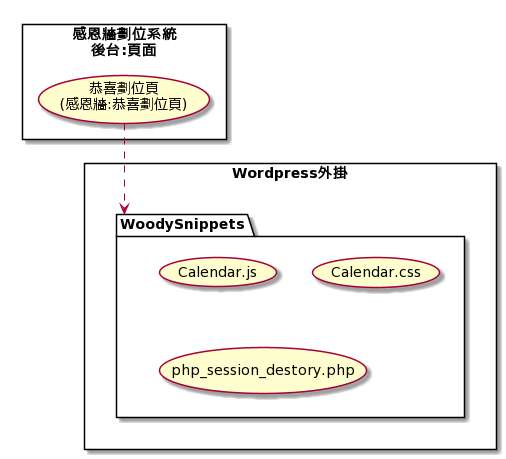 感恩牆劃位系統
後台:頁面
恭喜劃位頁
(感恩牆:恭喜劃位頁)
Wordpress外掛
WoodySnippets
Calendar.js
Calendar.css
php_session_destory.php